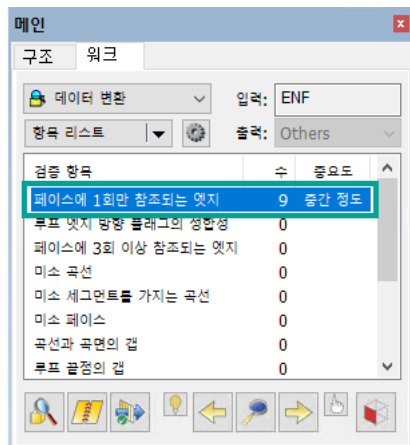 메인
구조 워크
데이터 변환 입력: ENF
항목 리스트 출력: Others
검증 항목 수 중요도
페이스에 1회만 참조되는 엣지 9 중간 정도
루프 엣지 방향 플래그의 정합성 0
페이스에 3회 이상 참조되는 엣지 0
미소 곡선 0
미소 세그먼트를 가지는 곡선 0
미소 페이스 0
곡선과 곡면의 갭 0
루프 끝점의 갭 0